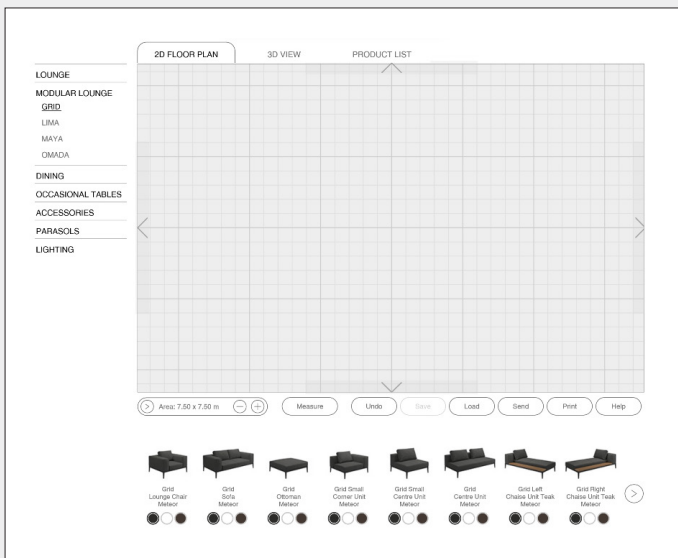 2D FLOOR PLAN
3D VIEW
PRODUCT LIST
LOUNGE
MODULAR LOUNGE
GRID
LIMA
MAYA
OMADA
DINING
OCCASIONAL TABLES
ACCESSORIES
PARASOLS
LIGHTING
Area: 7.50 x 7.50 m
Measure
Undo
Save
Load
Send
Print
Help
Grid
Lounge Chair
Meteor
Grid
Sofa
Meteor
Grid
Ottoman
Meteor
Grid Small
Corner Unit
Meteor
Grid Small
Centre Unit
Meteor
Grid
Centre Unit
Meteor
Grid Left
Chaise Unit Teak
Meteor
Grid Right
Chaise Unit Teak
Meteor